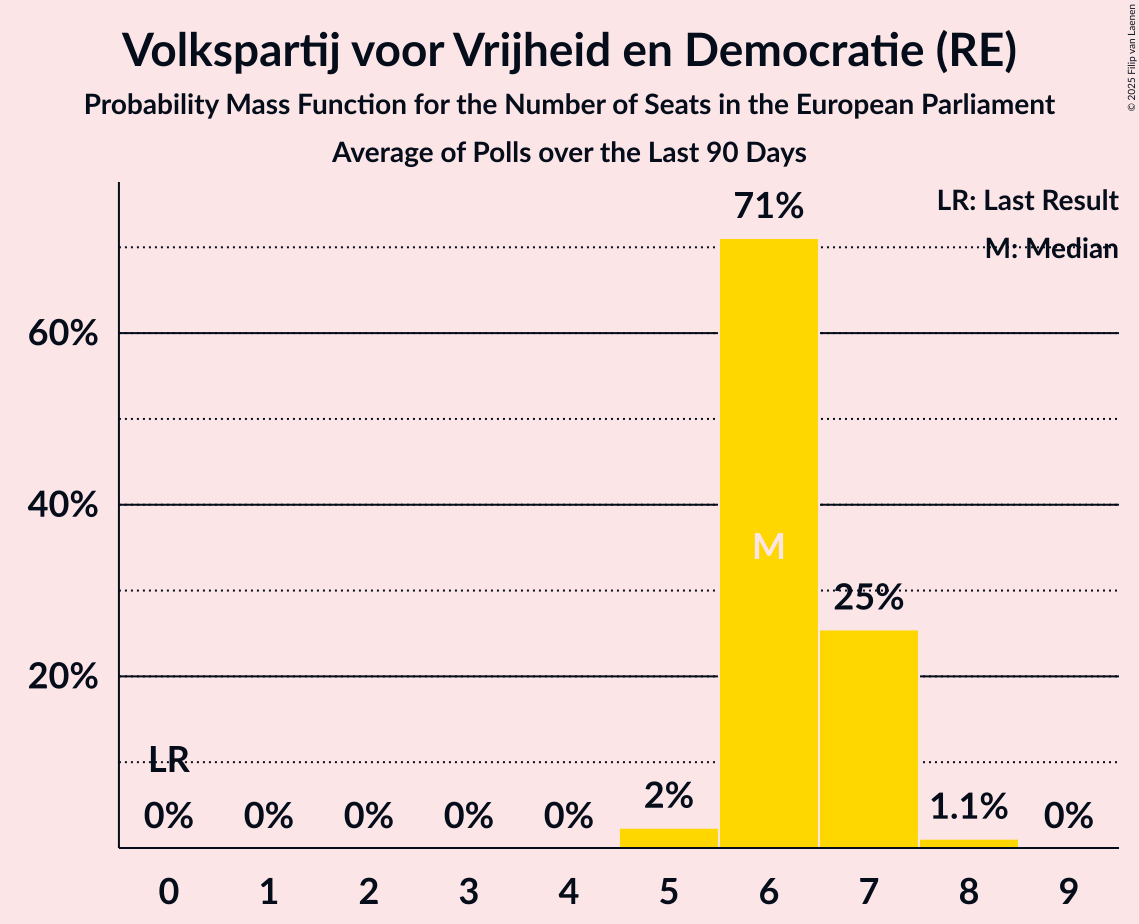 Volkspartij voor Vrijheid en Democratie (RE)
Probability Mass Function for the Number of Seats in the European Parliament
Average of Polls over the Last 90 Days
© 2025 Filip van Laenen
LR: Last Result
M: Median
71%
60%
40%
M
25%
20%
LR
0% 0% 0% 0% 0% 2% 1.1% 0%
0 1 2 3 4 5 6 7 8 9